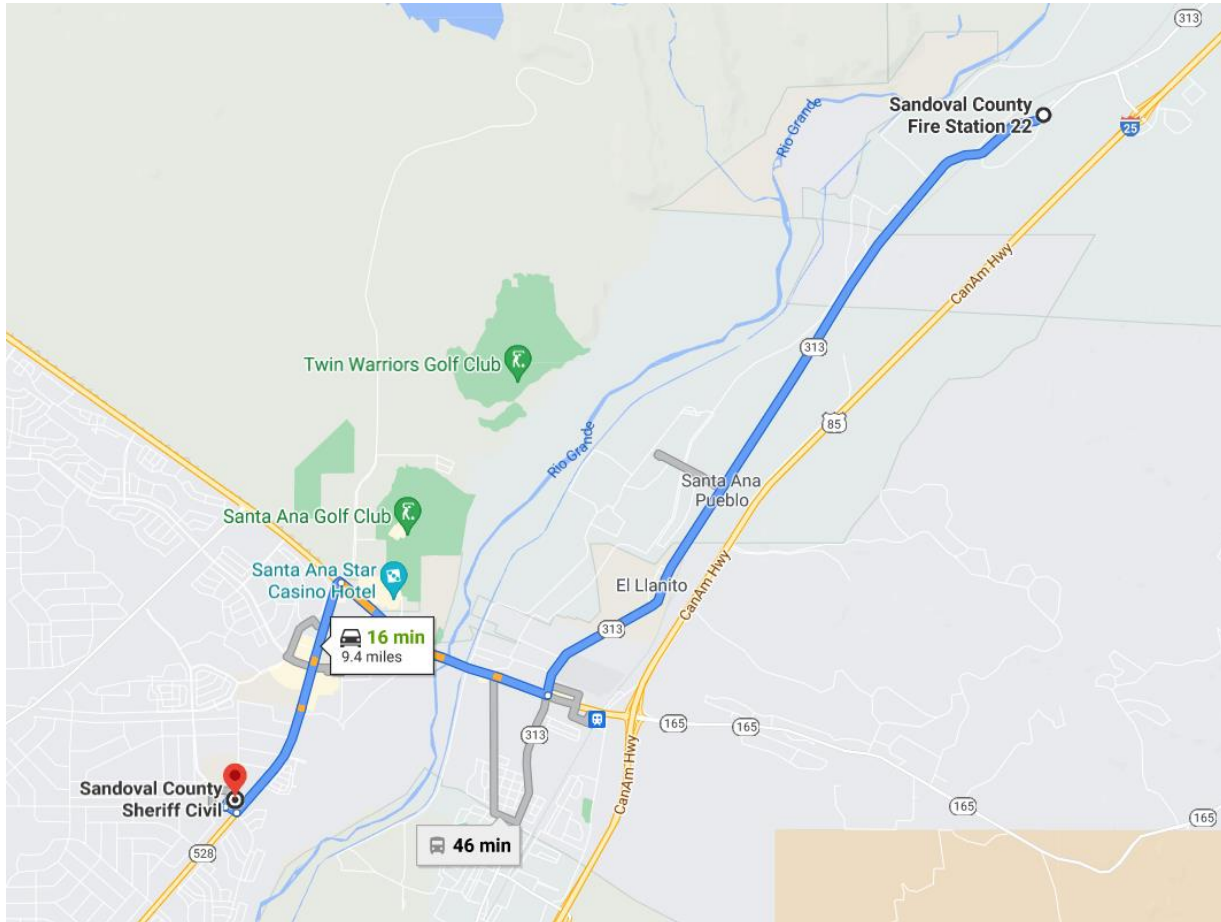 313
Sandoval County
Fire Station 22
25
Rio Grande
CanAm Hwy
313
Twin Warriors Golf Club
85
Rio Grande
Santa Ana
Pueblo
Santa Ana Golf Club
Santa Ana Star
Casino Hotel
El Llanito
CanAm Hwy
313
16 min
9.4 miles
165
165
313
CanAm Hwy
Sandoval County
Sheriff Civil
165
165
46 min
528